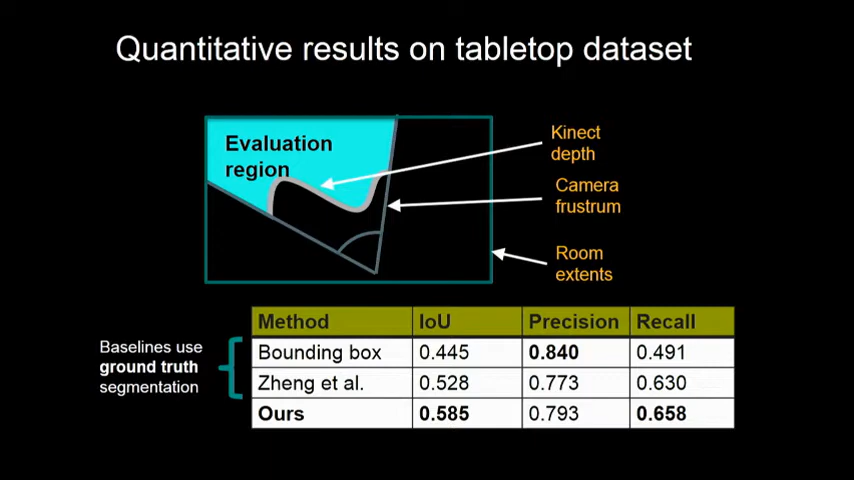 Quantitative results on tabletop dataset
Evaluation
region
Kinect
depth
Camera
frustrum
Room
extents
Baselines use
ground truth
segmentation
Method IoU Precision Recall
Bounding box 0.445 0.840 0.491
Zheng et al. 0.528 0.773 0.630
Ours 0.585 0.793 0.658